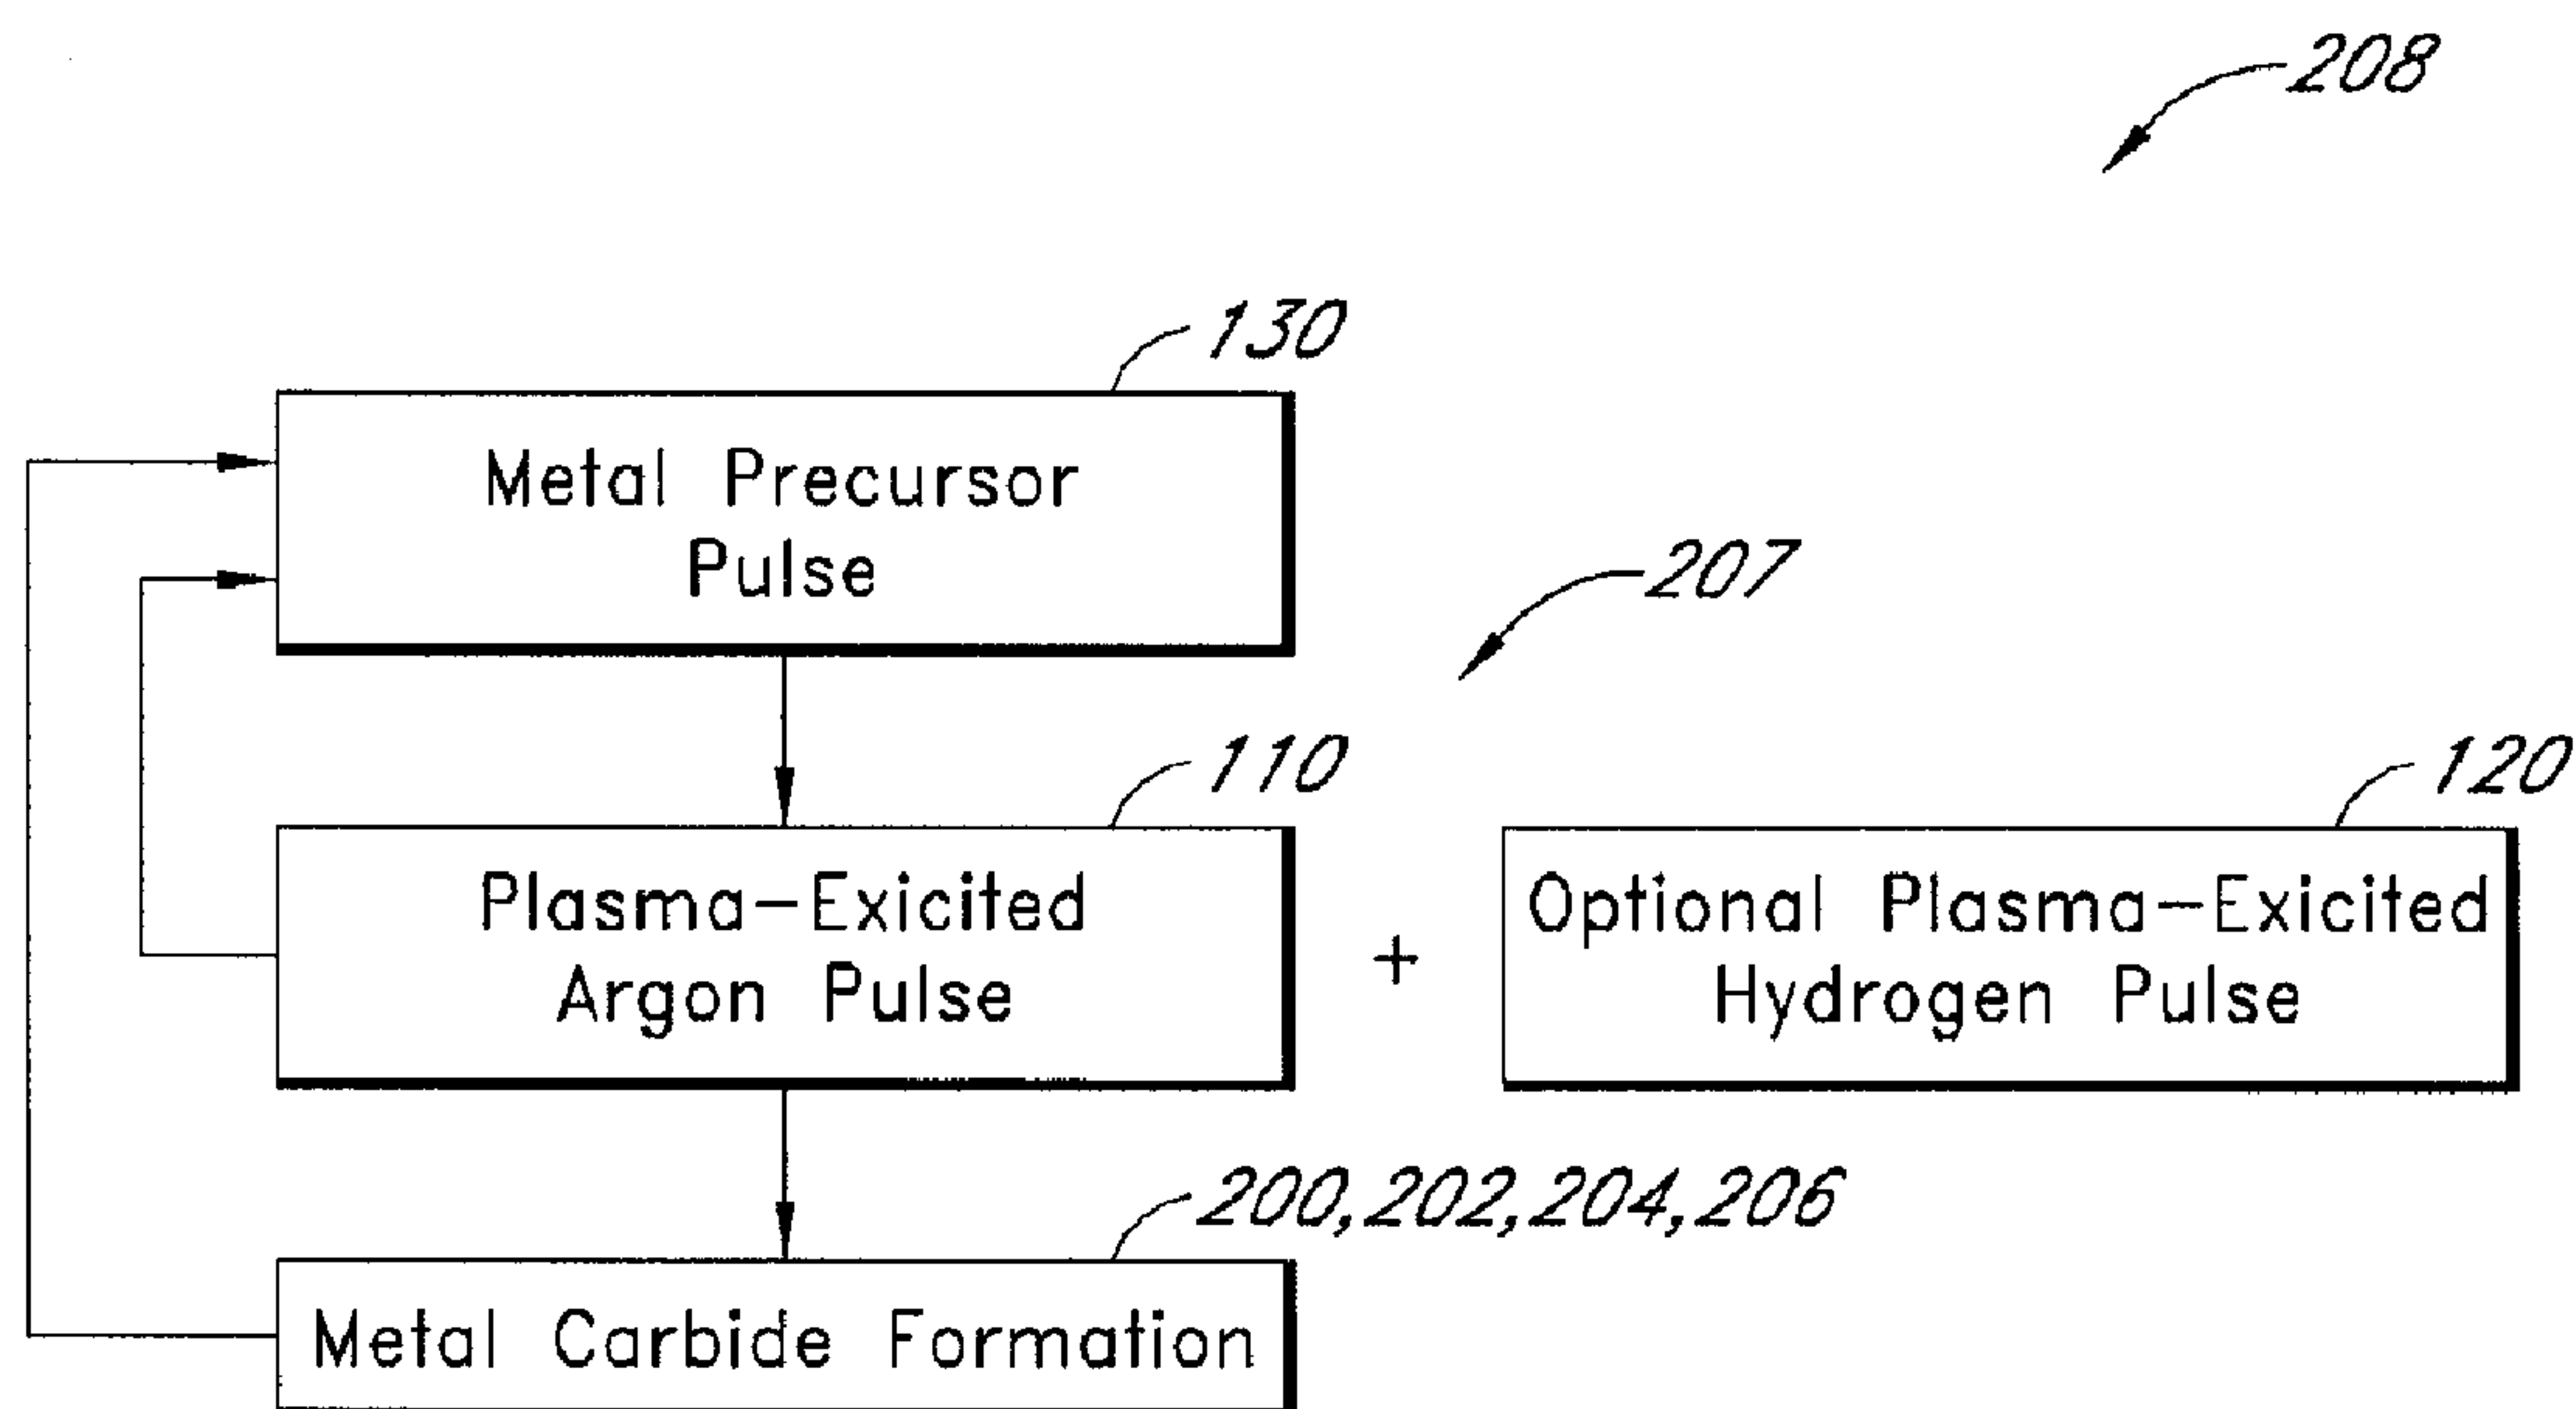 208
130
Metal Precursor
Pulse
207
110
120
Plasma-Exicited
Argon Pulse
+
Optional Plasma-Exicited
Hydrogen Pulse
200,202,204,206
Metal Carbide Formation